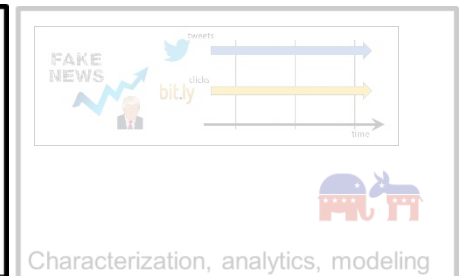 tweets
FAKE
NEWS
clicks
bit.ly
time
Characterization, analytics, modeling